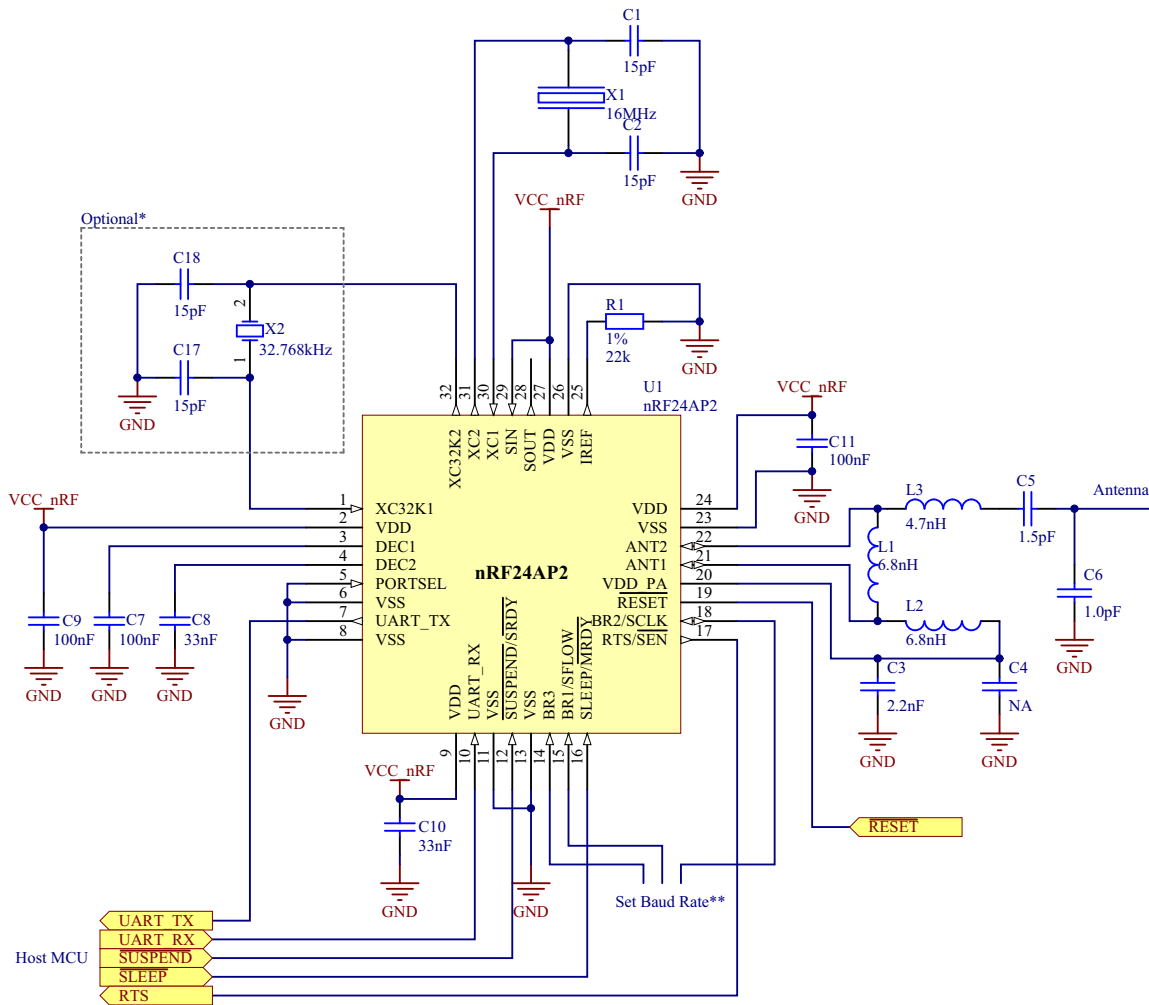 C1
15pF
X1
16MHz
C2
15pF
GND
VCC_nRF
Optional*
C18
15pF
2
X2
32.768kHz
1
C17
15pF
GND
R1
1%
22k
GND
U1
nRF24AP2
32
31
30
29
28
27
26
25
XC32K2
XC2
XC1
SIN
SOUT
VDD
VSS
IREF
VCC_nRF
C11
100nF
GND
VCC_nRF
1 XC32K1
2 VDD
3 DEC1
4 DEC2
5 PORTSEL
6 VSS
7 UART_TX
8 VSS
nRF24AP2
VDD 24
VSS 23
ANT2 22
ANT1 21
VDD_PA 20
RESET 19
BR2/SCLK 18
RTS/SEN 17
L3
4.7nH
C5
1.5pF
Antenna
L1
6.8nH
L2
6.8nH
C6
1.0pF
GND
C9
100nF
GND
C7
100nF
GND
C8
33nF
GND
GND
C3
2.2nF
GND
C4
NA
GND
VDD
UART_RX
VSS
SUSPEND/SRDY
VSS
BR3
BR1/SFLOW
SLEEP/MRDY
9
10
11
12
13
14
15
16
VCC_nRF
C10
33nF
GND
GND
Set Baud Rate**
RESET
Host MCU
UART_TX
UART_RX
SUSPEND
SLEEP
RTS